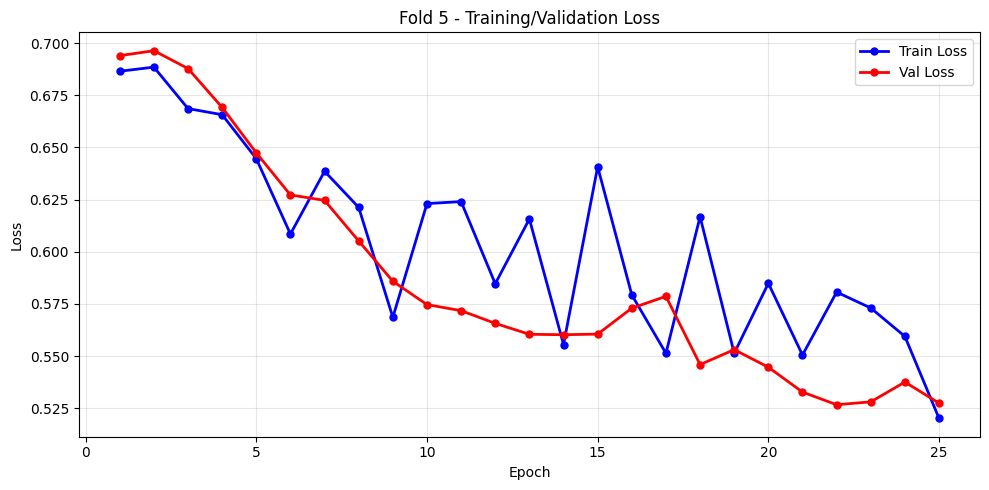 Fold 5 - Training/Validation Loss
Train Loss
Val Loss
0.700
0.675
0.650
0.625
0.600
0.575
0.550
0.525
Loss
0 5 10 15 20 25
Epoch